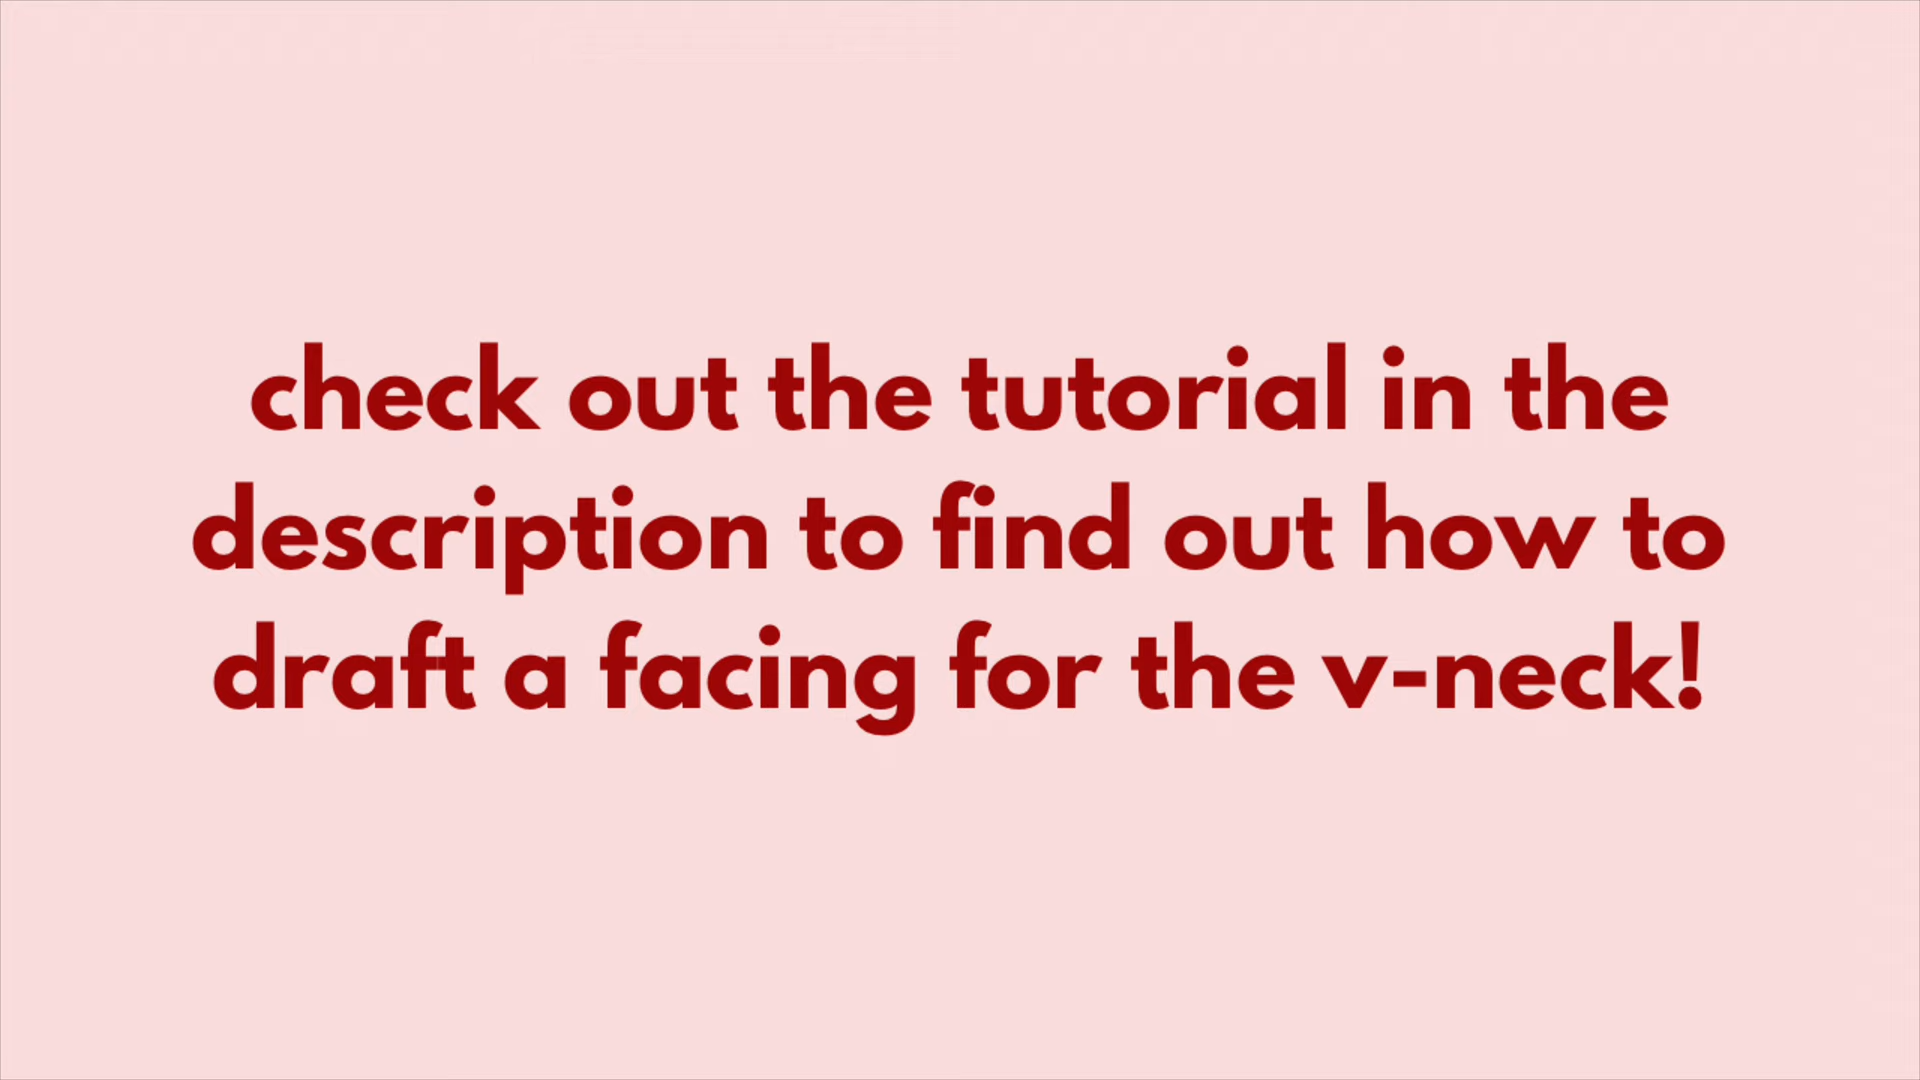 check out the tutorial in the
description to find out how to
draft a facing for the v-neck!